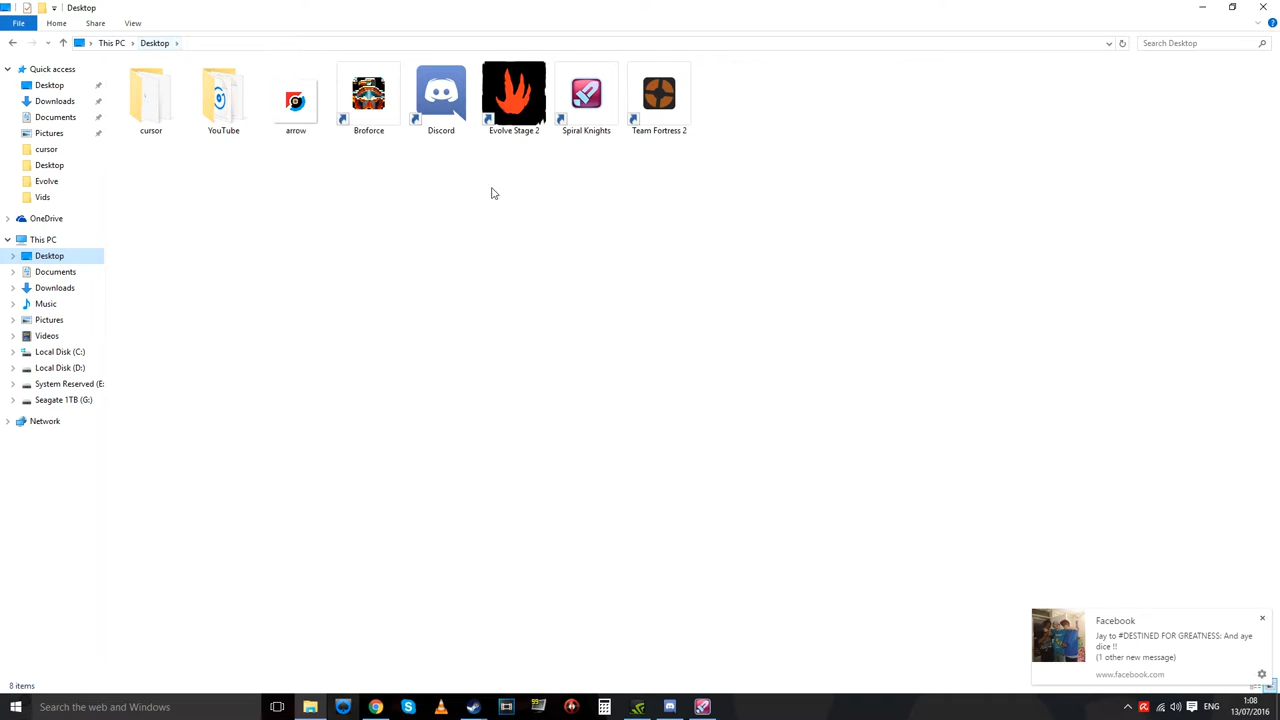 Desktop
File Home Share View
This PC Desktop
Search Desktop
Quick access
Desktop
Downloads
Documents
Pictures
cursor
Desktop
Evolve
Vids
OneDrive
This PC
Desktop
Documents
Downloads
Music
Pictures
Videos
Local Disk (C:)
Local Disk (D:)
System Reserved (E:
Seagate 1TB (G:)
Network
cursor
YouTube
arrow
Broforce
Discord
Evolve Stage 2
Spiral Knights
Team Fortress 2
Facebook
Jay to #DESTINED FOR GREATNESS: And aye
dice !!
(1 other new message)
www.facebook.com
8 items
Search the web and Windows
99
ENG
1:08
13/07/2016